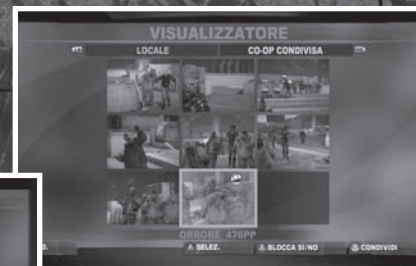 VISUALIZZATORE
LOCALE CO-OP CONDIVISA
ORRORE 476PP
SELEZ. BLOCCA SÌ/NO CONDIVIDI